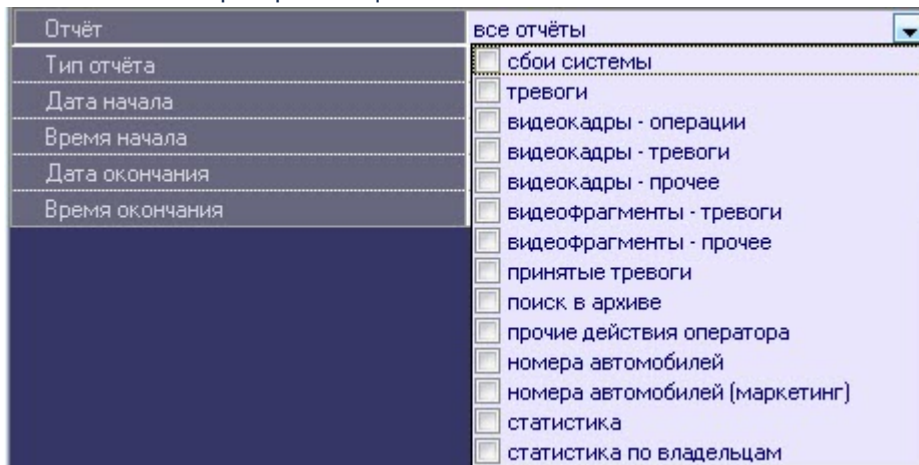 Отчёт
все отчёты
Тип отчёта
Дата начала
Время начала
Дата окончания
Время окончания
сбои системы
тревоги
видеокадры - операции
видеокадры - тревоги
видеокадры - прочее
видеофрагменты - тревоги
видеофрагменты - прочее
принятые тревоги
поиск в архиве
прочие действия оператора
номера автомобилей
номера автомобилей (маркетинг)
статистика
статистика по владельцам